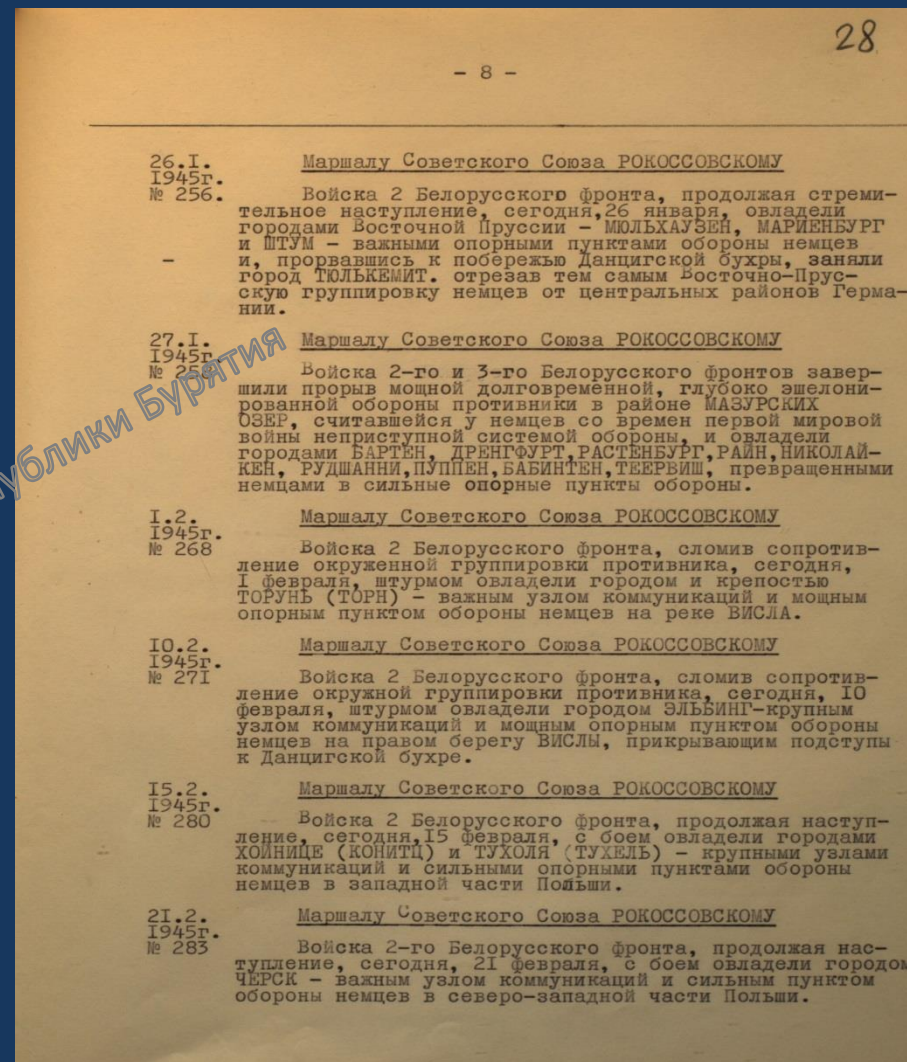 28
- 8 -
26.I.
1945г.
№ 256.
Маршалу Советского Союза РОКОССОВСКОМУ
Войска 2 Белорусского фронта, продолжая стреми-
тельное наступление, сегодня,26 января, овладели
городами Восточной Пруссии - МЮЛЬХАУЗЕН, МАРИЕНБУРГ
и ШТУМ - важными опорными пунктами обороны немцев
и, прорвавшись к побережью Данцигской бухры, заняли
город ТЮЛЬКЕМИТ. отрезав тем самым Восточно-Прус-
скую группировку немцев от центральных районов Герма-
нии.
27.I.
1945г.
№ 258
Маршалу Советского Союза РОКОССОВСКОМУ
Войска 2-го и 3-го Белорусского фронтов завер-
шили прорыв мощной долговременной, глубоко эшелони-
рованной обороны противники в районе МАЗУРСКИХ
ОЗЕР, считавшейся у немцев со времен первой мировой
войны неприступной системой обороны, и овладели
городами БАРТЕН, ДРЕНГФУРТ,РАСТЕНБУРГ,РАЙН,НИКОЛАЙ-
КЕН, РУДШАННИ,ПУППЕН,БАБИНТЕН,ТЕЕРВИШ, превращенными
немцами в сильные опорные пункты обороны.
I.2.
1945г.
№ 268
Маршалу Советского Союза РОКОССОВСКОМУ
Войска 2 Белорусского фронта, сломив сопротив-
ление окруженной группировки противника, сегодня,
I февраля, штурмом овладели городом и крепостью
ТОРУНЬ (ТОРН) - важным узлом коммуникаций и мощным
опорным пунктом обороны немцев на реке ВИСЛА.
I0.2.
1945г.
№ 27I
Маршалу Советского Союза РОКОССОВСКОМУ
Войска 2 Белорусского фронта, сломив сопротив-
ление окружной группировки противника, сегодня, I0
февраля, штурмом овладели городом ЭЛЬБИНГ-крупным
узлом коммуникаций и мощным опорным пунктом обороны
немцев на правом берегу ВИСЛЫ, прикрывающим подступы
к Данцигской бухре.
I5.2.
1945г.
№ 280
Маршалу Советского Союза РОКОССОВСКОМУ
Войска 2 Белорусского фронта, продолжая наступ-
ление, сегодня,I5 февраля, с боем овладели городами
ХОЙНИЦЕ (КОНИТЦ) и ТУХОЛЯ (ТУХЕЛЬ) - крупными узлами
коммуникаций и сильными опорными пунктами обороны
немцев в западной части Польши.
2I.2.
1945г.
№ 283
Маршалу Советского Союза РОКОССОВСКОМУ
Войска 2-го Белорусского фронта, продолжая нас-
тупление, сегодня, 2I февраля, с боем овладели городом
ЧЕРСК - важным узлом коммуникаций и сильным пунктом
обороны немцев в северо-западной части Польши.
публики Бурятия